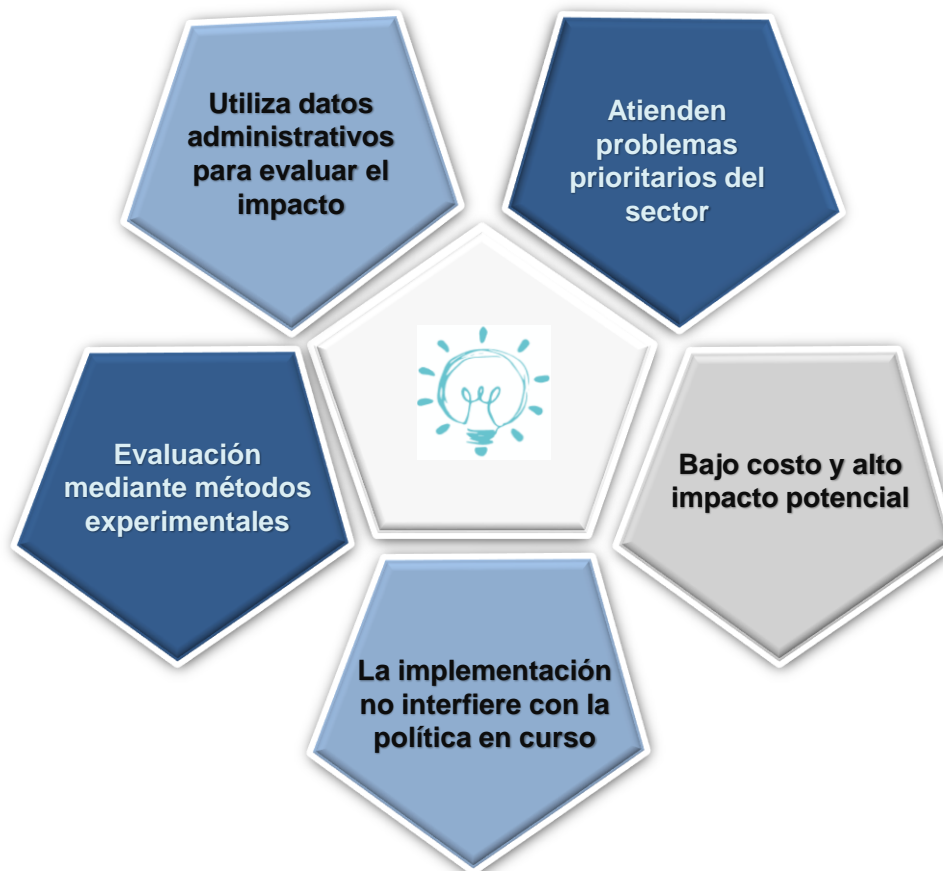 Utiliza datos
administrativos
para evaluar el
impacto
Atienden
problemas
prioritarios del
sector
Evaluación
mediante métodos
experimentales
Bajo costo y alto
impacto potencial
La implementación
no interfiere con la
política en curso